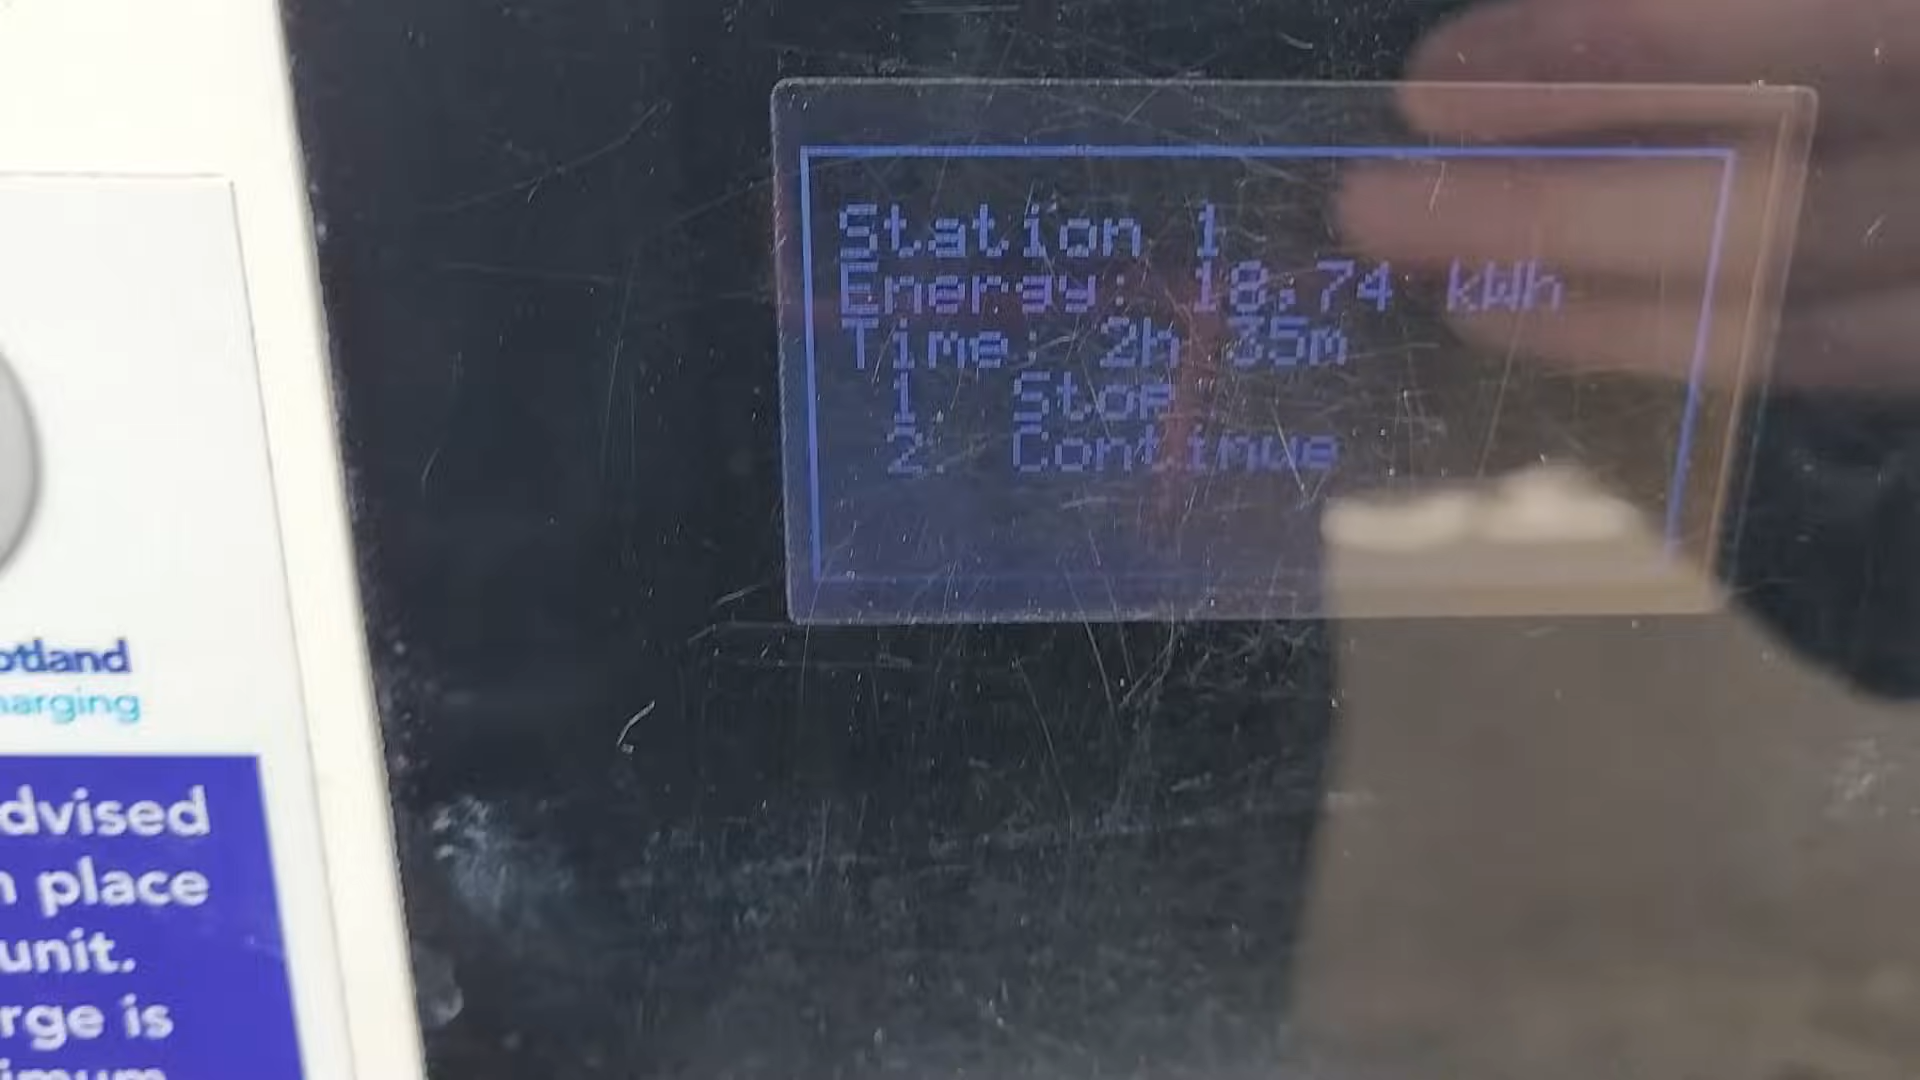 Station 1
Energy: 18,74 kWh
Time: 2h 35m
1. Stop
2. Continue
otland
harging
dvised
n place
unit.
rge is
imum